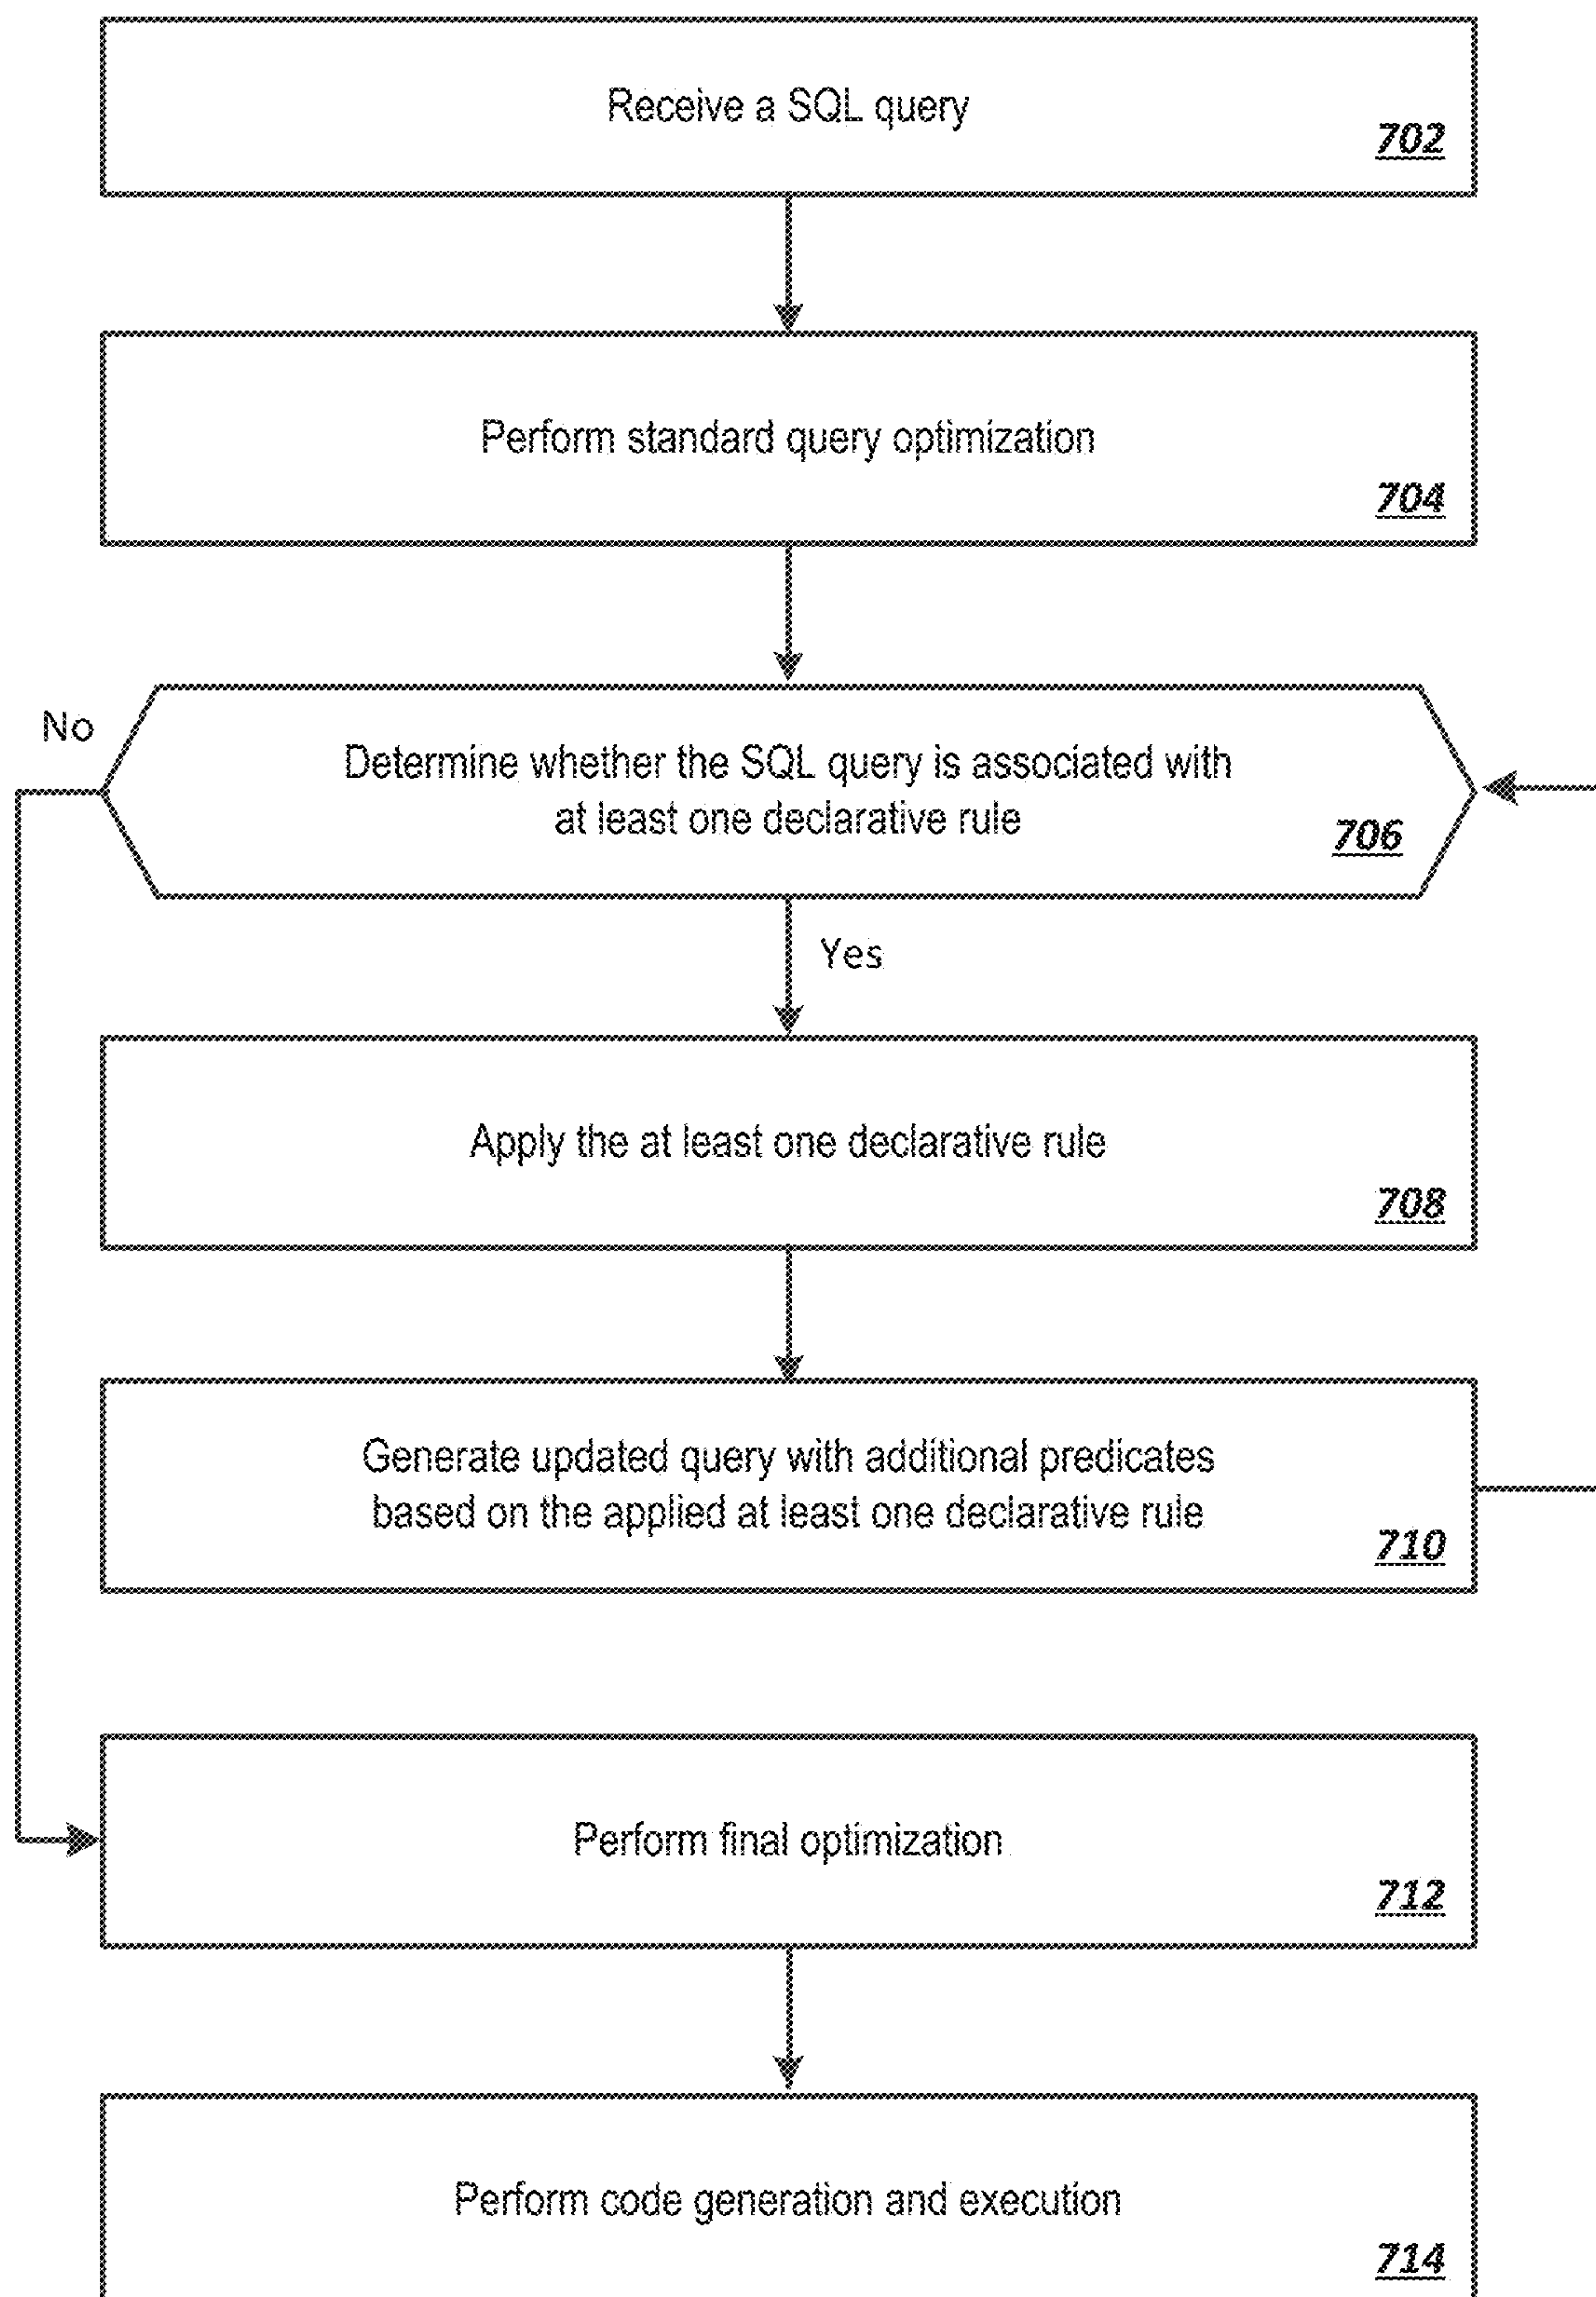 Receive a SQL query
702
Perform standard query optimization
704
No
Determine whether the SQL query is associated with
at least one declarative rule
706
Yes
Apply the at least one declarative rule
708
Generate updated query with additional predicates
based on the applied at least one declarative rule
710
Perform final optimization
712
Perform code generation and execution
714